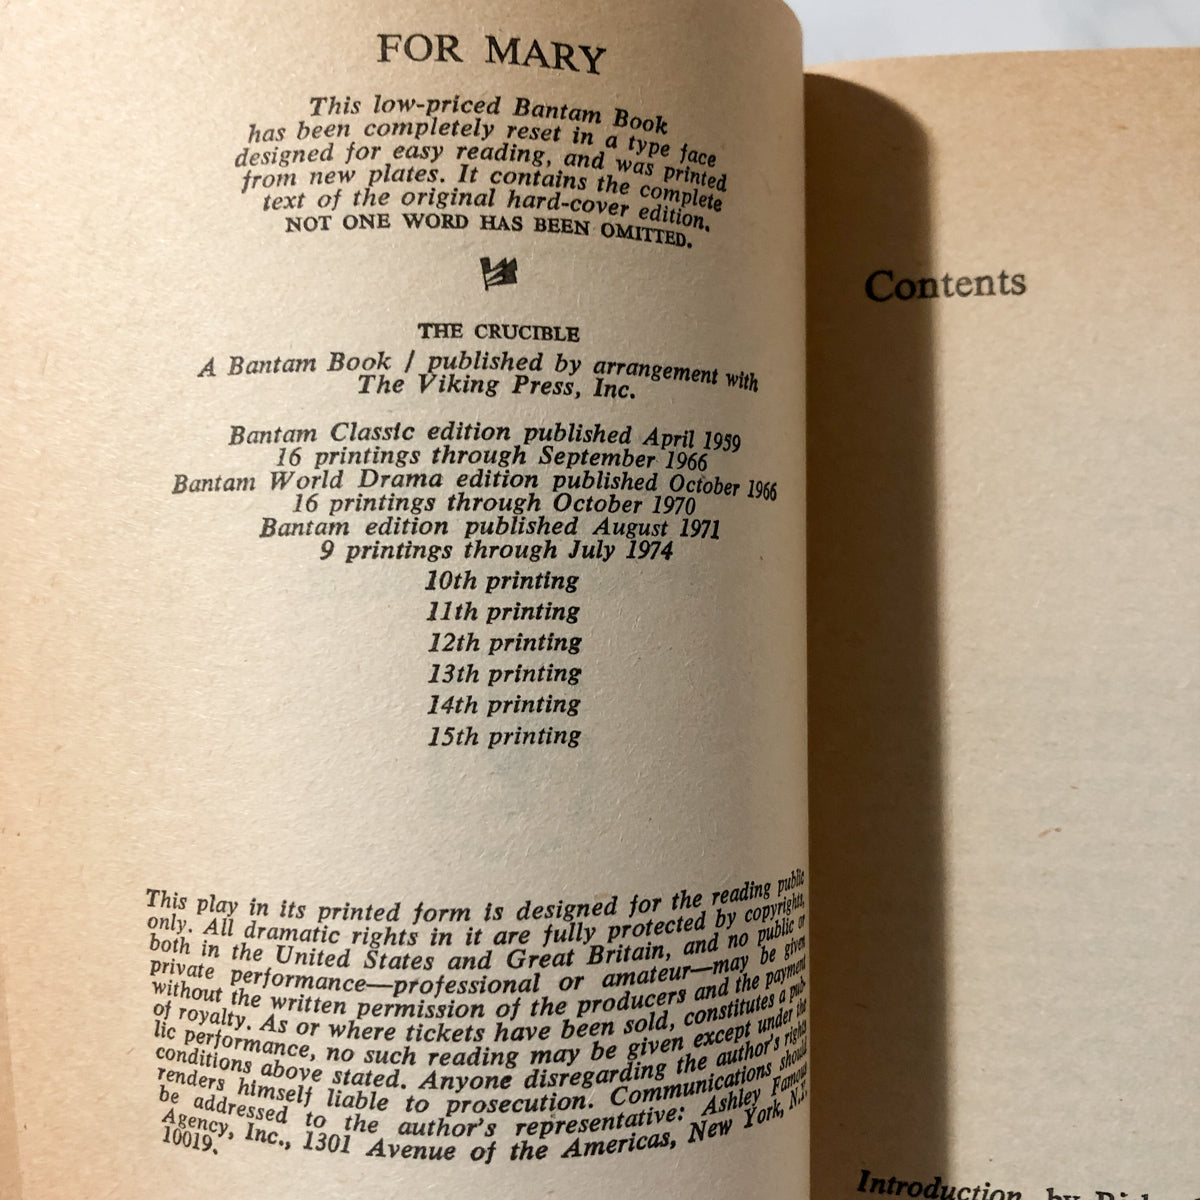 FOR MARY
This low-priced Bantam Book
has been completely reset in a type face
designed for easy reading, and was printed
from new plates. It contains the complete
text of the original hard-cover edition.
NOT ONE WORD HAS BEEN OMITTED.
THE CRUCIBLE
A Bantam Book / published by arrangement with
The Viking Press, Inc.
Bantam Classic edition published April 1959
16 printings through September 1966
Bantam World Drama edition published October 1966
16 printings through October 1970
Bantam edition published August 1971
9 printings through July 1974
10th printing
11th printing
12th printing
13th printing
14th printing
15th printing
This play in its printed form is designed for the reading public
only. All dramatic rights in it are fully protected by copyrights,
both in the United States and Great Britain, and no public or
private performance—professional or amateur—may be given
without the written permission of the producers and the payment
of royalty. As or where tickets have been sold, constitutes a pub-
lic performance, no such reading may be given except under the
conditions above stated. Anyone disregarding the author's rights
renders himself liable to prosecution. Communications should
be addressed to the author's representative: Ashley Famous
Agency, Inc., 1301 Avenue of the Americas, New York, N.Y.
10019.
Contents
Introduction by